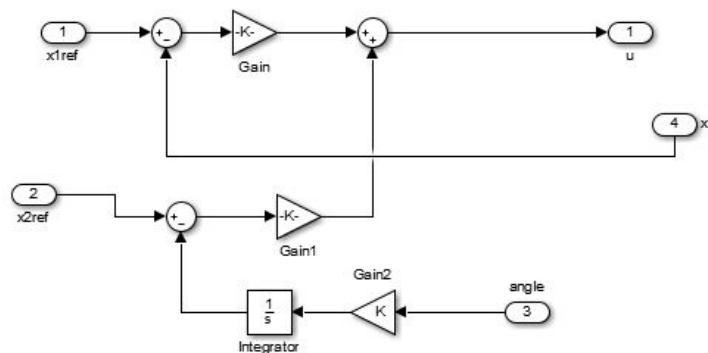 1
x1ref
+
−
-K-
Gain
+
+
1
u
4
x
2
x2ref
+
−
-K-
Gain1
1
s
Integrator
Gain2
K
angle
3